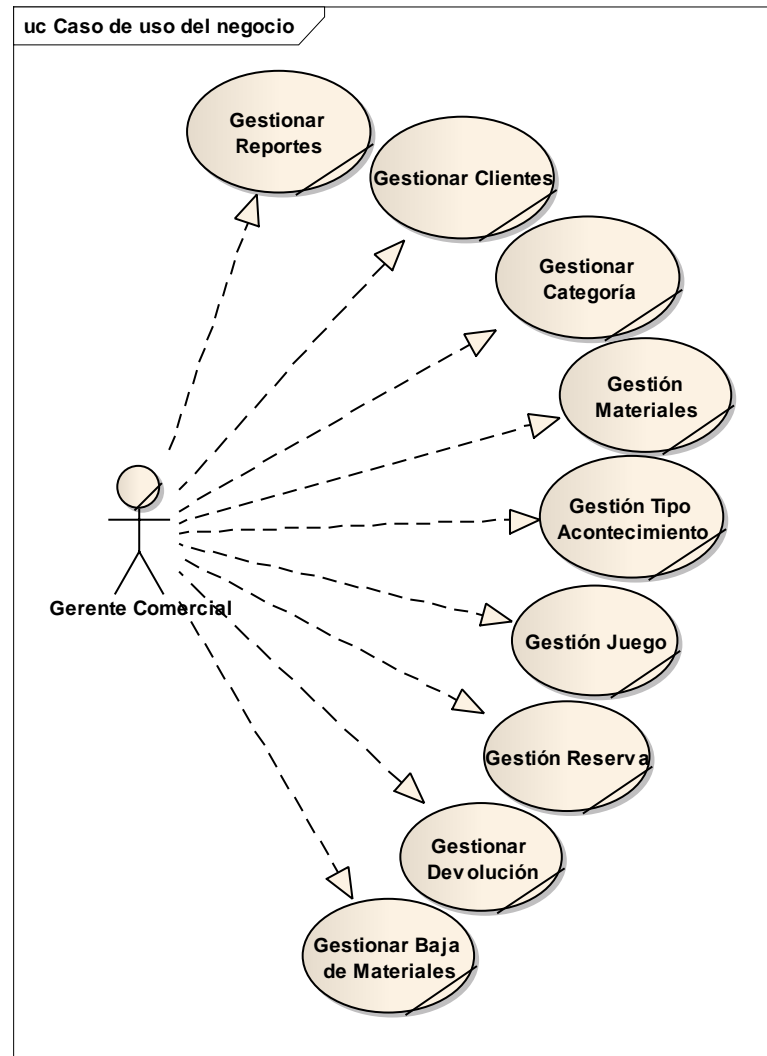 uc Caso de uso del negocio
Gestionar
Reportes
Gestionar Clientes
Gestionar
Categoría
Gestión
Materiales
Gestión Tipo
Acontecimiento
Gerente Comercial
Gestión Juego
Gestión Reserva
Gestionar
Devolución
Gestionar Baja
de Materiales